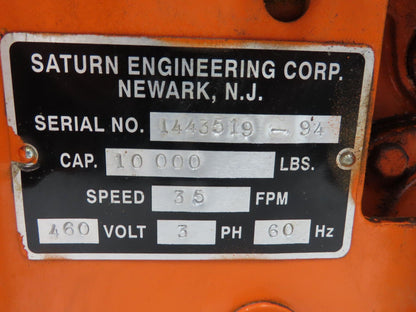 SATURN ENGINEERING CORP.
NEWARK, N.J.
SERIAL NO. 1443519 - 94
CAP. 10 000 LBS.
SPEED 35 FPM
460 VOLT 3 PH 60 Hz